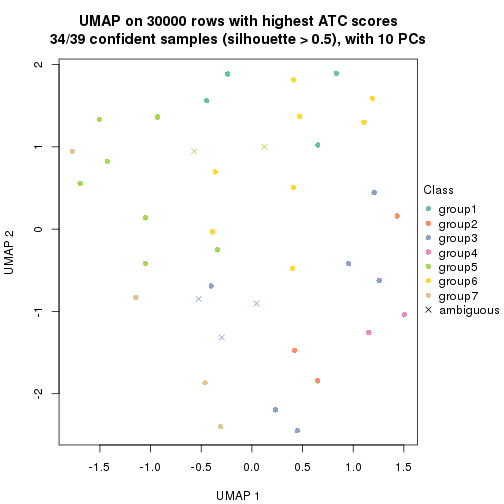 UMAP on 30000 rows with highest ATC scores
34/39 confident samples (silhouette > 0.5), with 10 PCs
2
1
0
-1
-2
UMAP 2
-1.5 -1.0 -0.5 0.0 0.5 1.0 1.5
UMAP 1
Class
group1
group2
group3
group4
group5
group6
group7
ambiguous